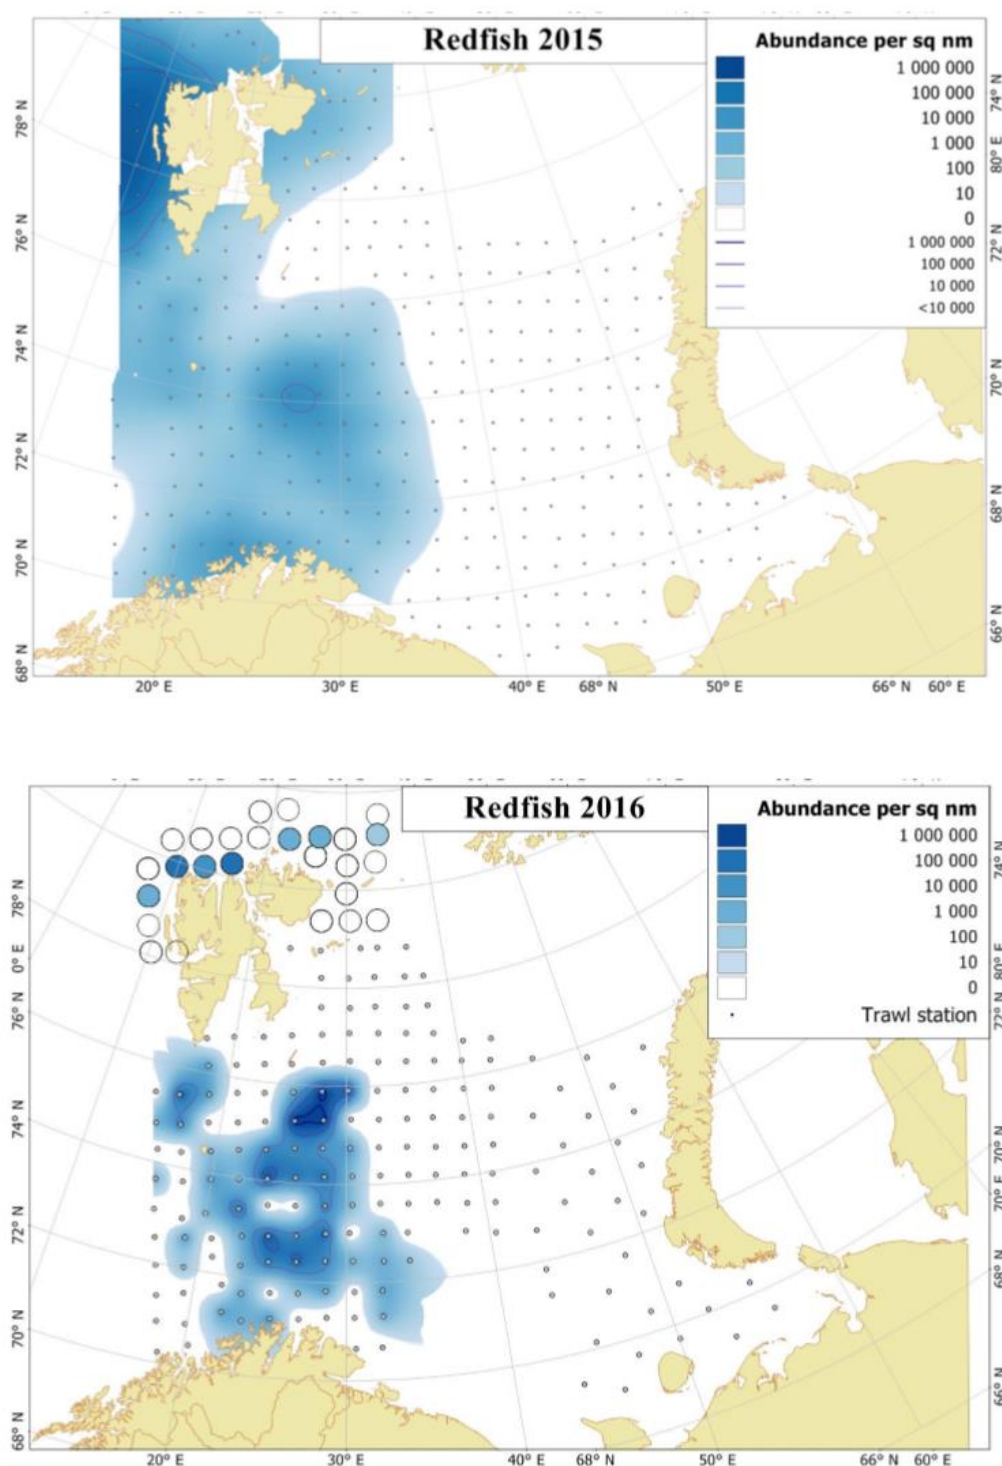 Redfish 2015
Abundance per sq nm
1 000 000
100 000
10 000
1 000
100
10
0
1 000 000
100 000
10 000
<10 000
78° N
76° N
74° N
72° N
70° N
68° N
74° N
80° E
72° N
70° N
68° N
66° N
20° E 30° E 40° E 68° N 50° E 66° N 60° E
Redfish 2016
Abundance per sq nm
1 000 000
100 000
10 000
1 000
100
10
0
Trawl station
78° N
0° E
76° N
74° N
72° N
70° N
68° N
74° N
80° E
72° N
70° N
70° N
68° N
66° N
20° E 30° E 40° E 68° N 50° E 66° N 60° E